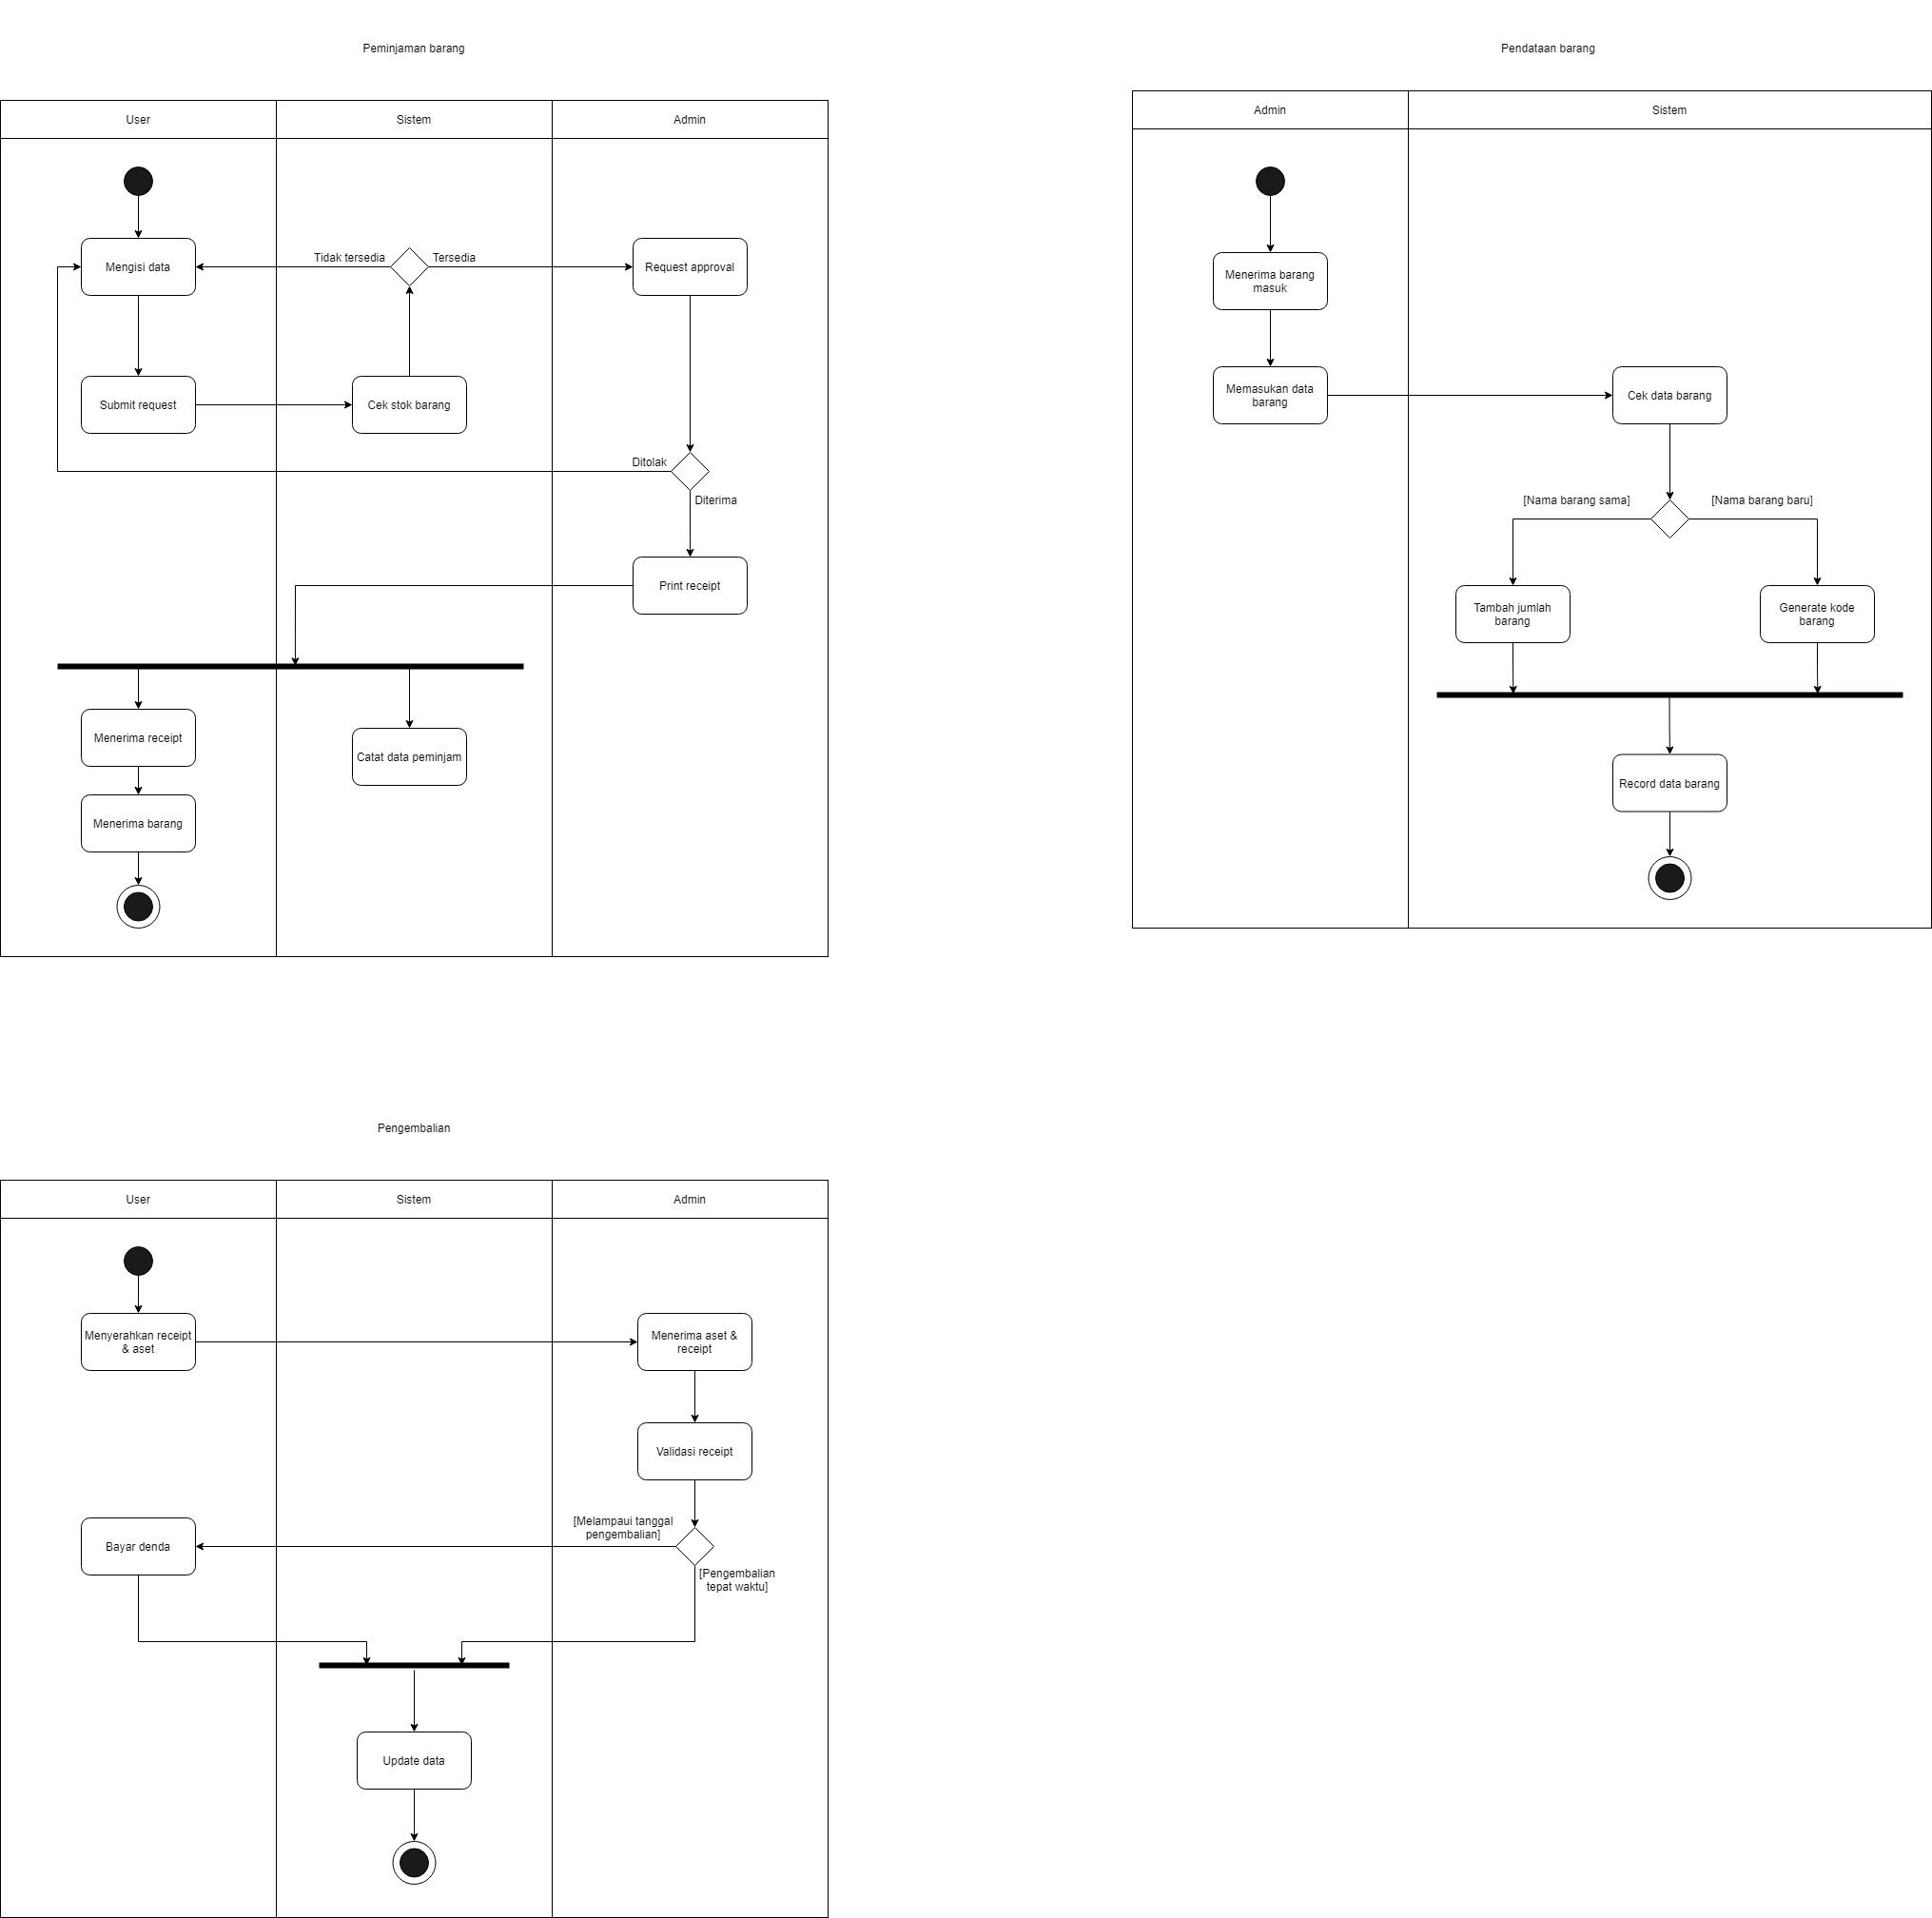 Peminjaman barang
User
Sistem
Admin
Mengisi data
Tidak tersedia
Tersedia
Request approval
Submit request
Cek stok barang
Ditolak
Diterima
Print receipt
Menerima receipt
Catat data peminjam
Menerima barang
Pendataan barang
Admin
Sistem
Menerima barang
masuk
Memasukan data
barang
Cek data barang
[Nama barang sama]
[Nama barang baru]
Tambah jumlah
barang
Generate kode
barang
Record data barang
Pengembalian
User
Sistem
Admin
Menyerahkan receipt
& aset
Menerima aset &
receipt
Validasi receipt
[Melampaui tanggal
pengembalian]
Bayar denda
[Pengembalian
tepat waktu]
Update data